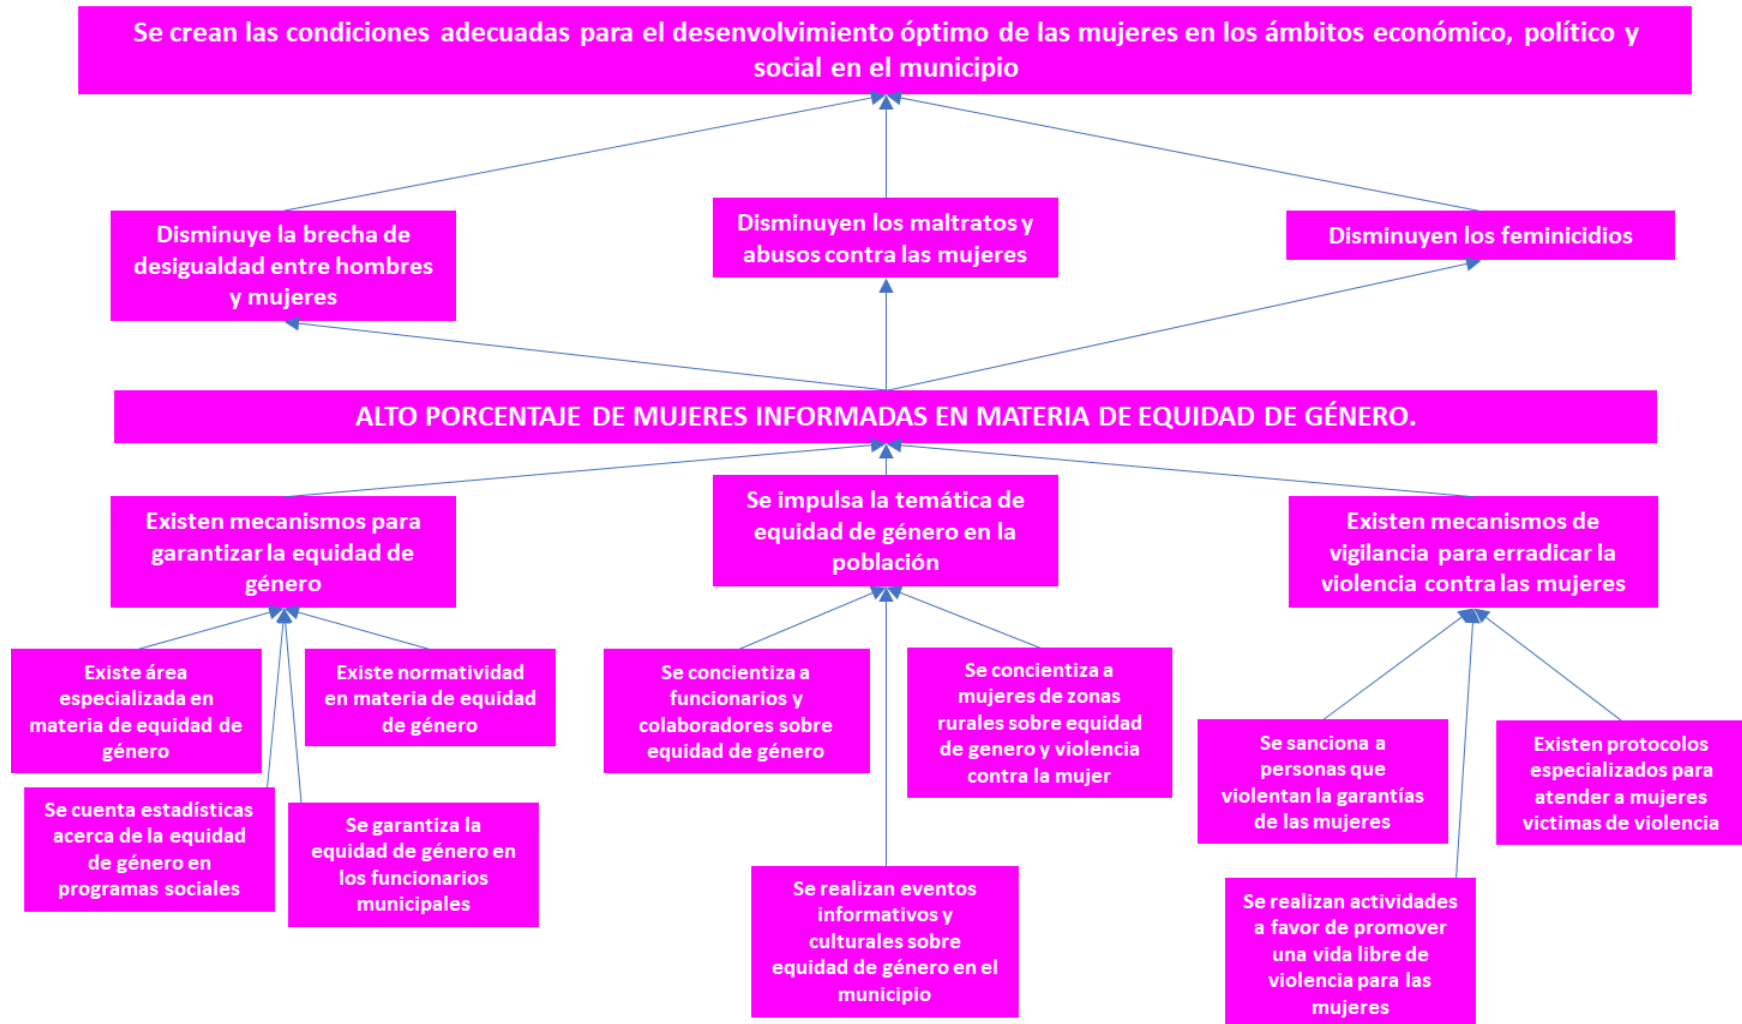 Se crean las condiciones adecuadas para el desenvolvimiento óptimo de las mujeres en los ámbitos económico, político y
social en el municipio
Disminuye la brecha de
desigualdad entre hombres
y mujeres
Disminuyen los maltratos y
abusos contra las mujeres
Disminuyen los feminicidios
ALTO PORCENTAJE DE MUJERES INFORMADAS EN MATERIA DE EQUIDAD DE GÉNERO.
Existen mecanismos para
garantizar la equidad de
género
Se impulsa la temática de
equidad de género en la
población
Existen mecanismos de
vigilancia para erradicar la
violencia contra las mujeres
Existe área
especializada en
materia de equidad de
género
Existe normatividad
en materia de equidad
de género
Se concientiza a
funcionarios y
colaboradores sobre
equidad de género
Se concientiza a
mujeres de zonas
rurales sobre equidad
de genero y violencia
contra la mujer
Se sanciona a
personas que
violentan la garantías
de las mujeres
Existen protocolos
especializados para
atender a mujeres
victimas de violencia
Se cuenta estadísticas
acerca de la equidad
de género en
programas sociales
Se garantiza la
equidad de género en
los funcionarios
municipales
Se realizan eventos
informativos y
culturales sobre
equidad de género en el
municipio
Se realizan actividades
a favor de promover
una vida libre de
violencia para las
mujeres